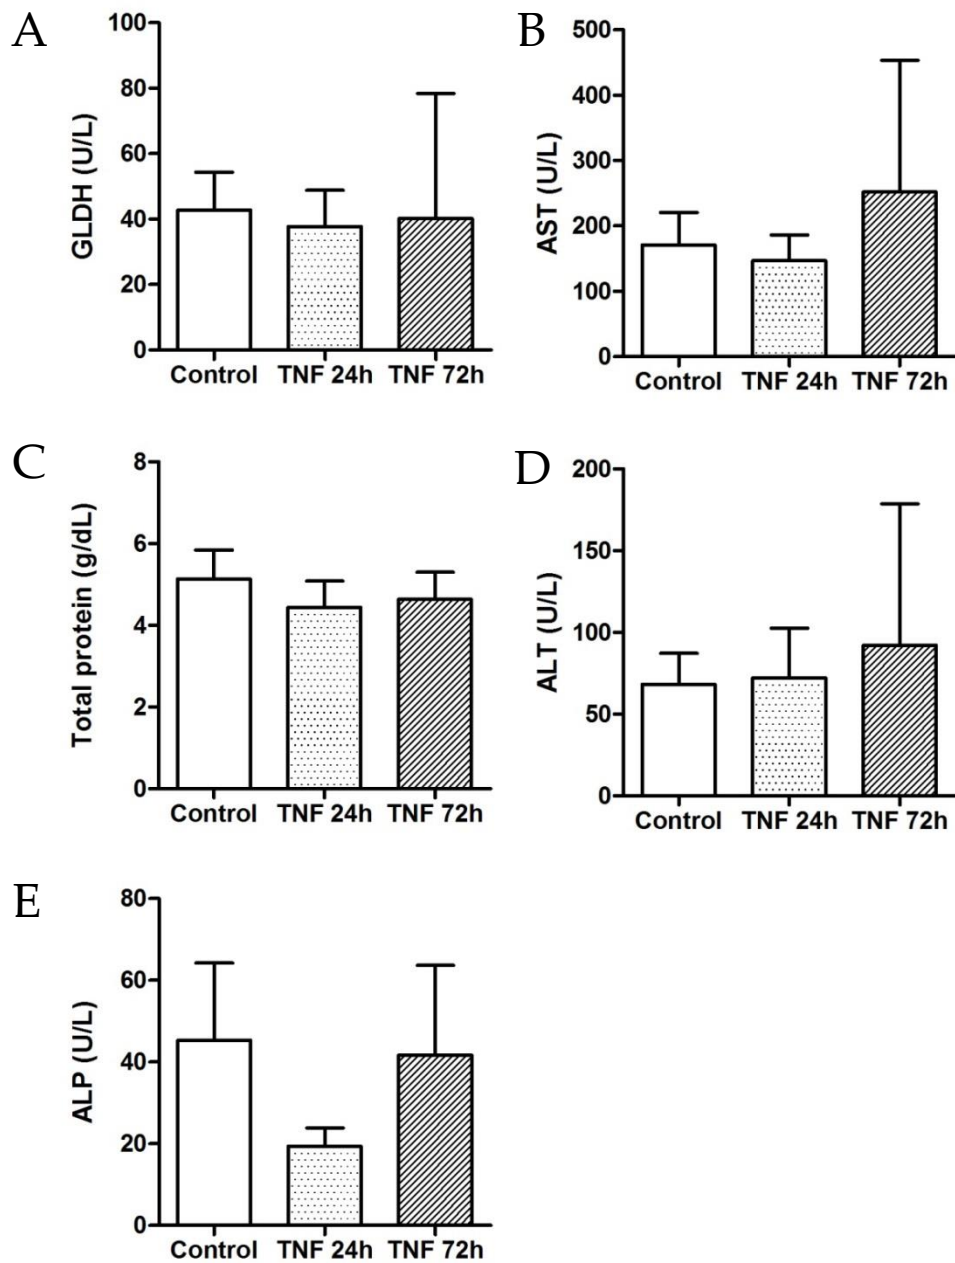 A
GLDH (U/L)
100
80
60
40
20
0
Control TNF 24h TNF 72h
B
AST (U/L)
500
400
300
200
100
0
Control TNF 24h TNF 72h
C
Total protein (g/dL)
8
6
4
2
0
Control TNF 24h TNF 72h
D
ALT (U/L)
200
150
100
50
0
Control TNF 24h TNF 72h
E
ALP (U/L)
80
60
40
20
0
Control TNF 24h TNF 72h